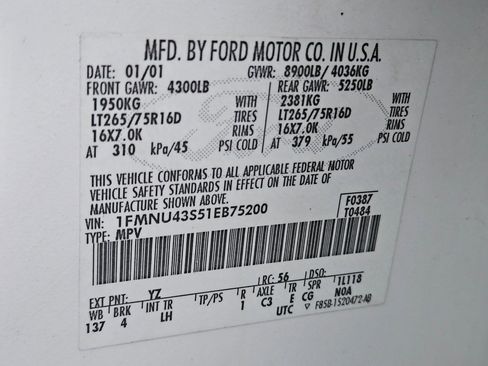 MFD. BY FORD MOTOR CO. IN U.S.A.
DATE: 01/01 GVWR: 8900LB/ 4036KG
FRONT GAWR: 4300LB REAR GAWR: 5250LB
1950KG WITH 2381KG WITH
LT265/75R16D TIRES LT265/75R16D TIRES
16X7.0K RIMS 16X7.0K RIMS
AT 310 kPa/45 PSI COLD AT 379 kPa/55 PSI COLD
THIS VEHICLE CONFORMS TO ALL APPLICABLE FEDERAL MOTOR
VEHICLE SAFETY STANDARDS IN EFFECT ON THE DATE OF
MANUFACTURE SHOWN ABOVE.
VIN: 1FMNU43S51EB75200 F0387
TYPE: MPV T0484
EXT PNT: YZ RC: 56 DSO:
WB BRK INT TR TP/PS R AXLE TR SPR 1L118
137 4 LH 1 C3 E CG N0A
UTC F85B-1520472-AB